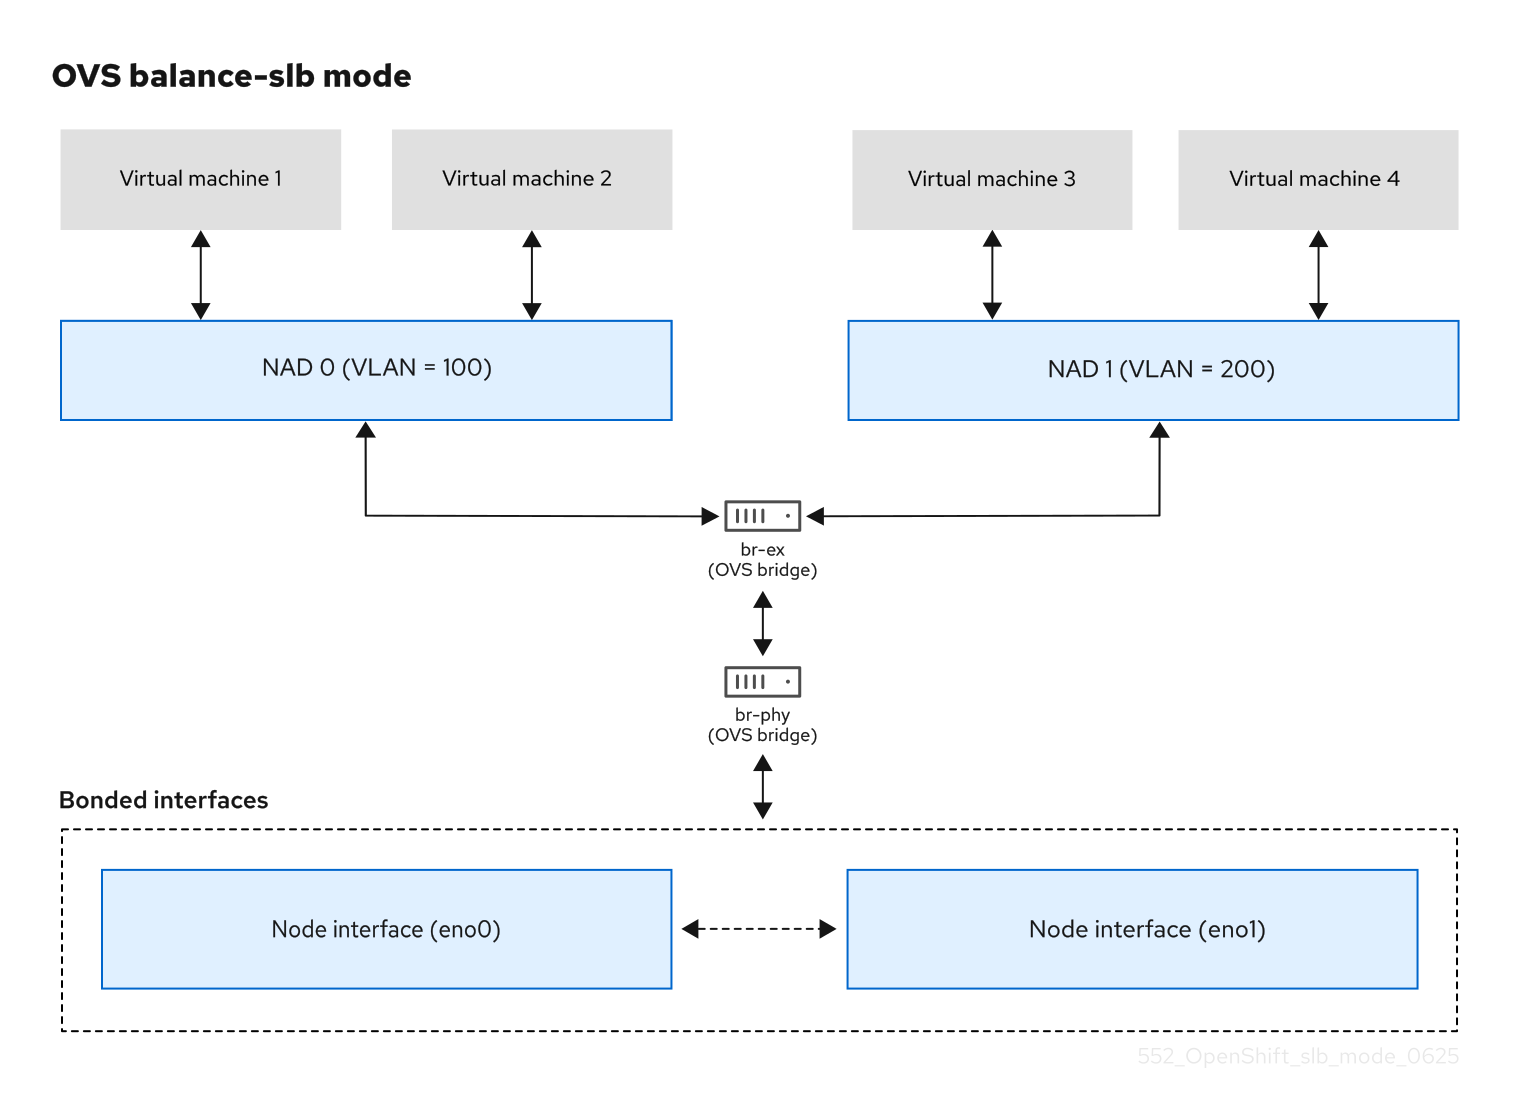 OVS balance-slb mode
Virtual machine 1
Virtual machine 2
Virtual machine 3
Virtual machine 4
NAD 0 (VLAN = 100)
NAD 1 (VLAN = 200)
br-ex
(OVS bridge)
br-phy
(OVS bridge)
Bonded interfaces
Node interface (eno0)
Node interface (eno1)
552_OpenShift_slb_mode_0625